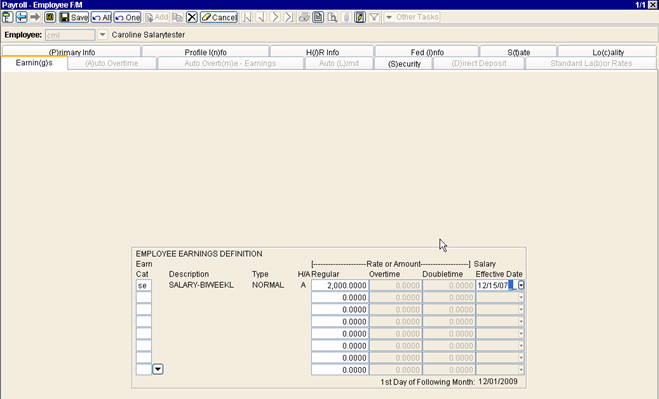 Payroll - Employee F/M 1/1
Save All One Add Cancel Other Tasks
Employee: cml Caroline Salarytester
(P)rimary Info Profile I(n)fo H(/)R Info Fed (I)nfo S(t)ate Lo(c)ality
Earnin(g)s (A)uto Overtime Auto Overti(m)e - Earnings Auto (L)imit (S)ecurity (D)irect Deposit Standard La(b)or Rates
EMPLOYEE EARNINGS DEFINITION
Earn [--------------------Rate or Amount------------------] Salary
Cat Description Type H/A Regular Overtime Doubletime Effective Date
se SALARY-BIWEEKL NORMAL A 2,000.0000 0.0000 0.0000 12/15/07__
0.0000 0.0000 0.0000
0.0000 0.0000 0.0000
0.0000 0.0000 0.0000
0.0000 0.0000 0.0000
0.0000 0.0000 0.0000
0.0000 0.0000 0.0000
0.0000 0.0000 0.0000
1st Day of Following Month: 12/01/2009